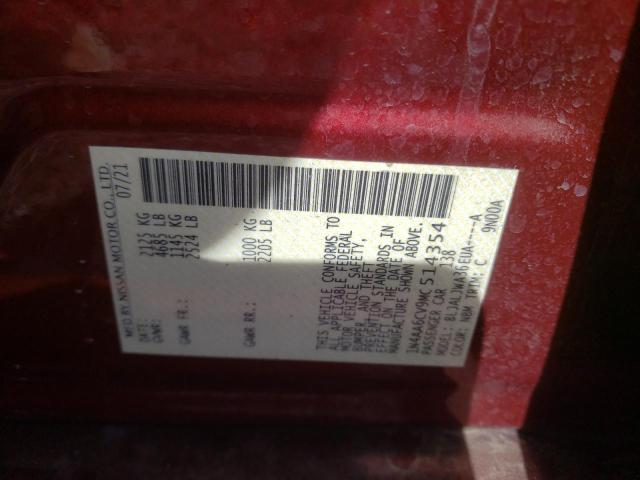 MFD BY NISSAN MOTOR CO., LTD.
DATE: 07/21
GVWR: 2125 KG
4685 LB
GAWR FR: 1145 KG
2524 LB
GAWR RR: 1000 KG
2205 LB
THIS VEHICLE CONFORMS TO
ALL APPLICABLE FEDERAL
MOTOR VEHICLE SAFETY,
BUMPER, AND THEFT
PREVENTION STANDARDS IN
EFFECT ON THE DATE OF
MANUFACTURE SHOWN ABOVE.
1N4AA6CV9MC514354
PASSENGER CAR 138
MODEL: BLJALJWA36EUA----A
COLOR: NBM TRIM: C 9N00A